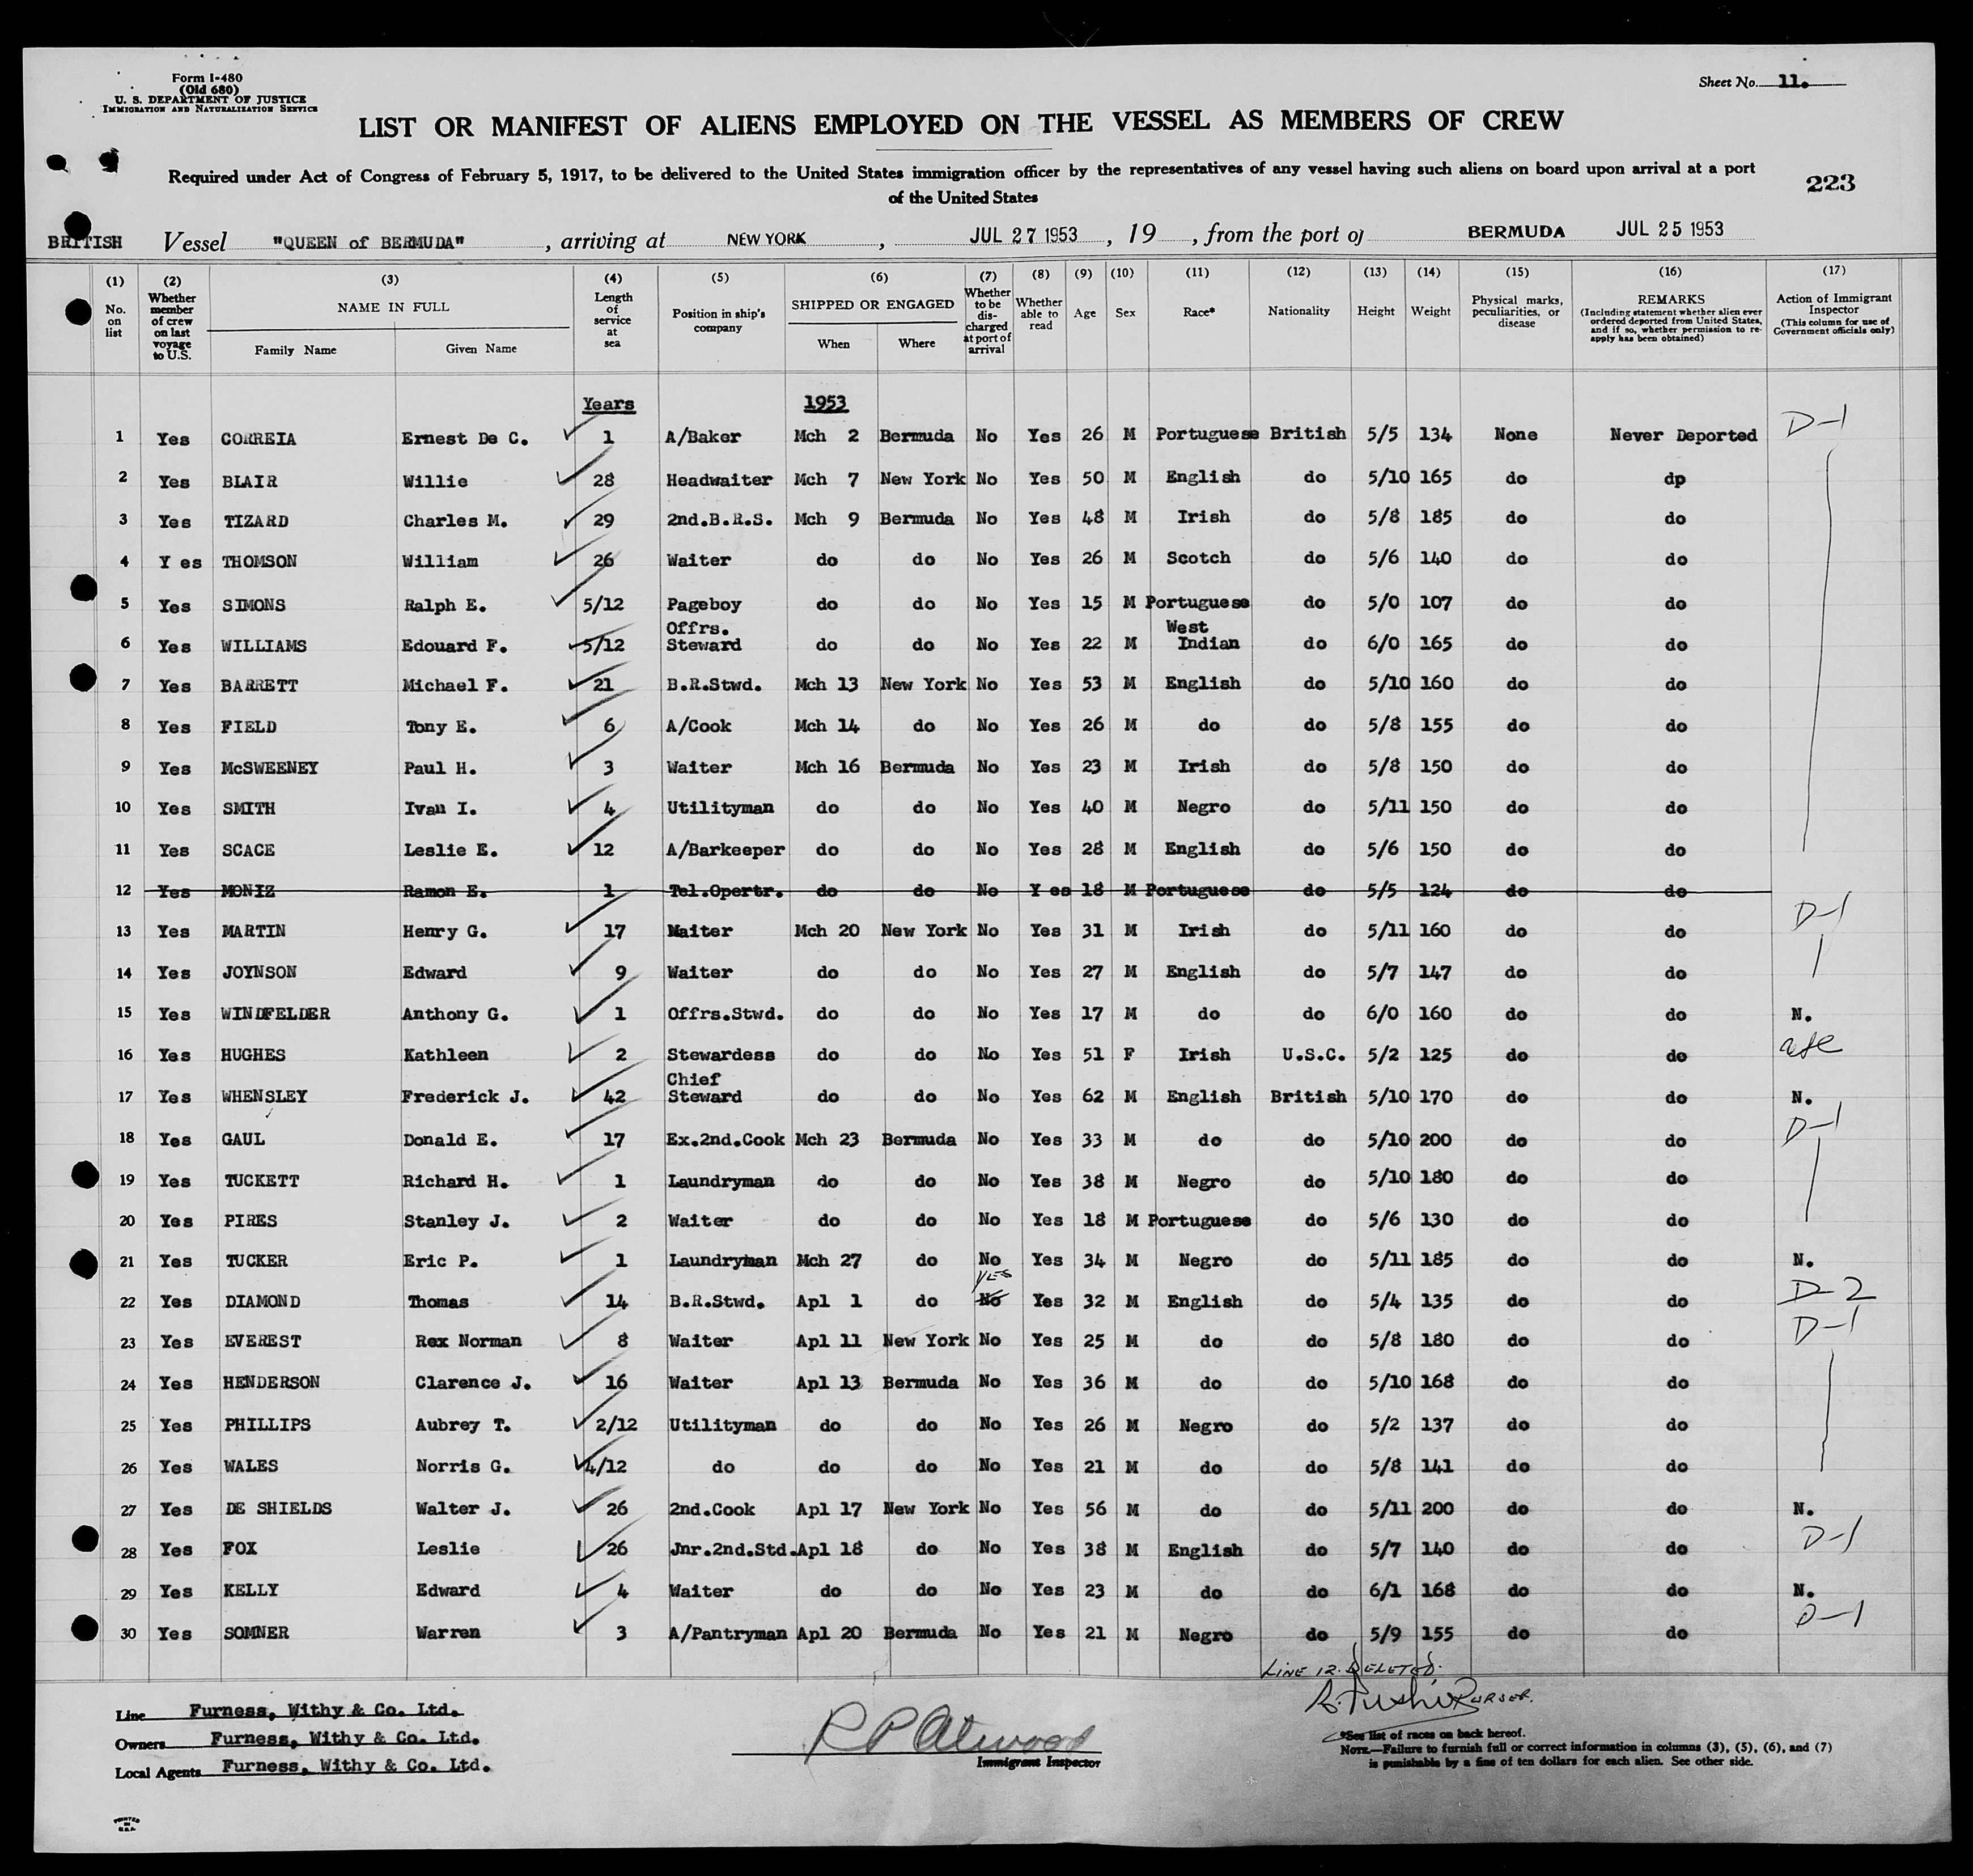 Form I-480
(Old 680)
U. S. DEPARTMENT OF JUSTICE
IMMIGRATION AND NATURALIZATION SERVICE
Sheet No. 11.
LIST OR MANIFEST OF ALIENS EMPLOYED ON THE VESSEL AS MEMBERS OF CREW
Required under Act of Congress of February 5, 1917, to be delivered to the United States immigration officer by the representatives of any vessel having such aliens on board upon arrival at a port
of the United States
223
BRITISH Vessel "QUEEN of BERMUDA", arriving at NEW YORK, JUL 27 1953, 19 , from the port of BERMUDA JUL 25 1953
(1) No. on list
(2) Whether member of crew on last voyage to U.S.
(3) NAME IN FULL Family Name Given Name
(4) Length of service at sea
(5) Position in ship's company
(6) SHIPPED OR ENGAGED When Where
(7) Whether to be discharged at port of arrival
(8) Whether able to read
(9) Age
(10) Sex
(11) Race*
(12) Nationality
(13) Height
(14) Weight
(15) Physical marks, peculiarities, or disease
(16) REMARKS (Including statement whether alien ever ordered deported from United States, and if so, whether permission to re-apply has been obtained)
(17) Action of Immigrant Inspector (This column for use of Government officials only)
Years 1953
1 Yes CORREIA Ernest De C. 1 A/Baker Mch 2 Bermuda No Yes 26 M Portuguese British 5/5 134 None Never Deported D-1
2 Yes BLAIR Willie 28 Headwaiter Mch 7 New York No Yes 50 M English do 5/10 165 do dp
3 Yes TIZARD Charles M. 29 2nd.B.R.S. Mch 9 Bermuda No Yes 48 M Irish do 5/8 185 do do
4 Y es THOMSON William 26 Waiter do do No Yes 26 M Scotch do 5/6 140 do do
5 Yes SIMONS Ralph E. 5/12 Pageboy do do No Yes 15 M Portuguese do 5/0 107 do do
6 Yes WILLIAMS Edouard F. 5/12 Offrs. Steward do do No Yes 22 M West Indian do 6/0 165 do do
7 Yes BARRETT Michael F. 21 B.R.Stwd. Mch 13 New York No Yes 53 M English do 5/10 160 do do
8 Yes FIELD Tony E. 6 A/Cook Mch 14 do No Yes 26 M do do 5/8 155 do do
9 Yes McSWEENEY Paul H. 3 Waiter Mch 16 Bermuda No Yes 23 M Irish do 5/8 150 do do
10 Yes SMITH Ivan I. 4 Utilityman do do No Yes 40 M Negro do 5/11 150 do do
11 Yes SCACE Leslie E. 12 A/Barkeeper do do No Yes 28 M English do 5/6 150 do do
12 Yes MONIZ Ramon E. 1 Tel.Opertr. do do No Y es 18 M Portuguese do 5/5 124 do do
13 Yes MARTIN Henry G. 17 Waiter Mch 20 New York No Yes 31 M Irish do 5/11 160 do do D-1
14 Yes JOYNSON Edward 9 Waiter do do No Yes 27 M English do 5/7 147 do do
15 Yes WINDFELDER Anthony G. 1 Offrs.Stwd. do do No Yes 17 M do do 6/0 160 do do N.
16 Yes HUGHES Kathleen 2 Stewardess do do No Yes 51 F Irish U.S.C. 5/2 125 do do
17 Yes WHENSLEY Frederick J. 42 Chief Steward do do No Yes 62 M English British 5/10 170 do do N.
18 Yes GAUL Donald E. 17 Ex.2nd.Cook Mch 23 Bermuda No Yes 33 M do do 5/10 200 do do D-1
19 Yes TUCKETT Richard H. 1 Laundryman do do No Yes 38 M Negro do 5/10 180 do do
20 Yes PIRES Stanley J. 2 Waiter do do No Yes 18 M Portuguese do 5/6 130 do do
21 Yes TUCKER Eric P. 1 Laundryman Mch 27 do No Yes 34 M Negro do 5/11 185 do do N.
22 Yes DIAMOND Thomas 14 B.R.Stwd. Apl 1 do YES No Yes 32 M English do 5/4 135 do do D-2
23 Yes EVEREST Rex Norman 8 Waiter Apl 11 New York No Yes 25 M do do 5/8 180 do do D-1
24 Yes HENDERSON Clarence J. 16 Waiter Apl 13 Bermuda No Yes 36 M do do 5/10 168 do do
25 Yes PHILLIPS Aubrey T. 2/12 Utilityman do do No Yes 26 M Negro do 5/2 137 do do
26 Yes WALES Norris G. 4/12 do do do No Yes 21 M do do 5/8 141 do do
27 Yes DE SHIELDS Walter J. 26 2nd.Cook Apl 17 New York No Yes 56 M do do 5/11 200 do do N.
28 Yes FOX Leslie 26 Jnr.2nd.Std. Apl 18 do No Yes 38 M English do 5/7 140 do do D-1
29 Yes KELLY Edward 4 Waiter do do No Yes 23 M do do 6/1 168 do do N.
30 Yes SOMNER Warren 3 A/Pantryman Apl 20 Bermuda No Yes 21 M Negro do 5/9 155 do do D-1
LINE 12. DELETED.
PURSER.
Line Furness, Withy & Co. Ltd.
Owners Furness, Withy & Co. Ltd.
Local Agents Furness, Withy & Co. Ltd.
R P Atwood
Immigrant Inspector
*See list of races on back hereof.
NOTE.—Failure to furnish full or correct information in columns (3), (5), (6), and (7)
is punishable by a fine of ten dollars for each alien. See other side.
PRINTED
IN
U.S.A.